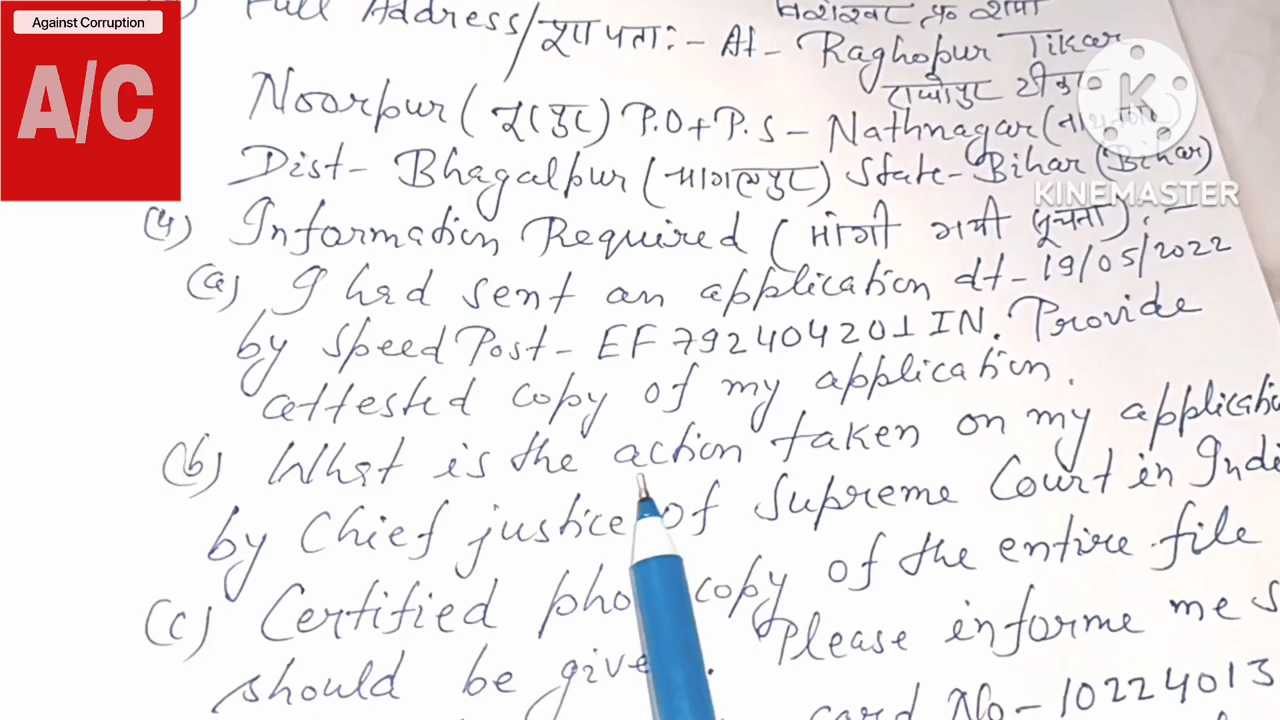 Against Corruption
A/C
Full Address/पूरा पता:- At- Raghopur Tikar
Noorpur (नूरपुर) P.O+P.S- Nathnagar
Dist- Bhagalpur (भागलपुर) State- Bihar (Bihar)
KINEMASTER
(4) Information Required (मांगी गयी सूचना):-
(a) I had sent an application dt- 19/05/2022
by Speed Post- EF 792404201 IN. Provide
attested copy of my application.
(b) What is the action taken on my applicatio
by Chief justice of Supreme Court in Indi
(c) Certified pho copy of the entire file
should be give . Please informe me s
card No- 10224013